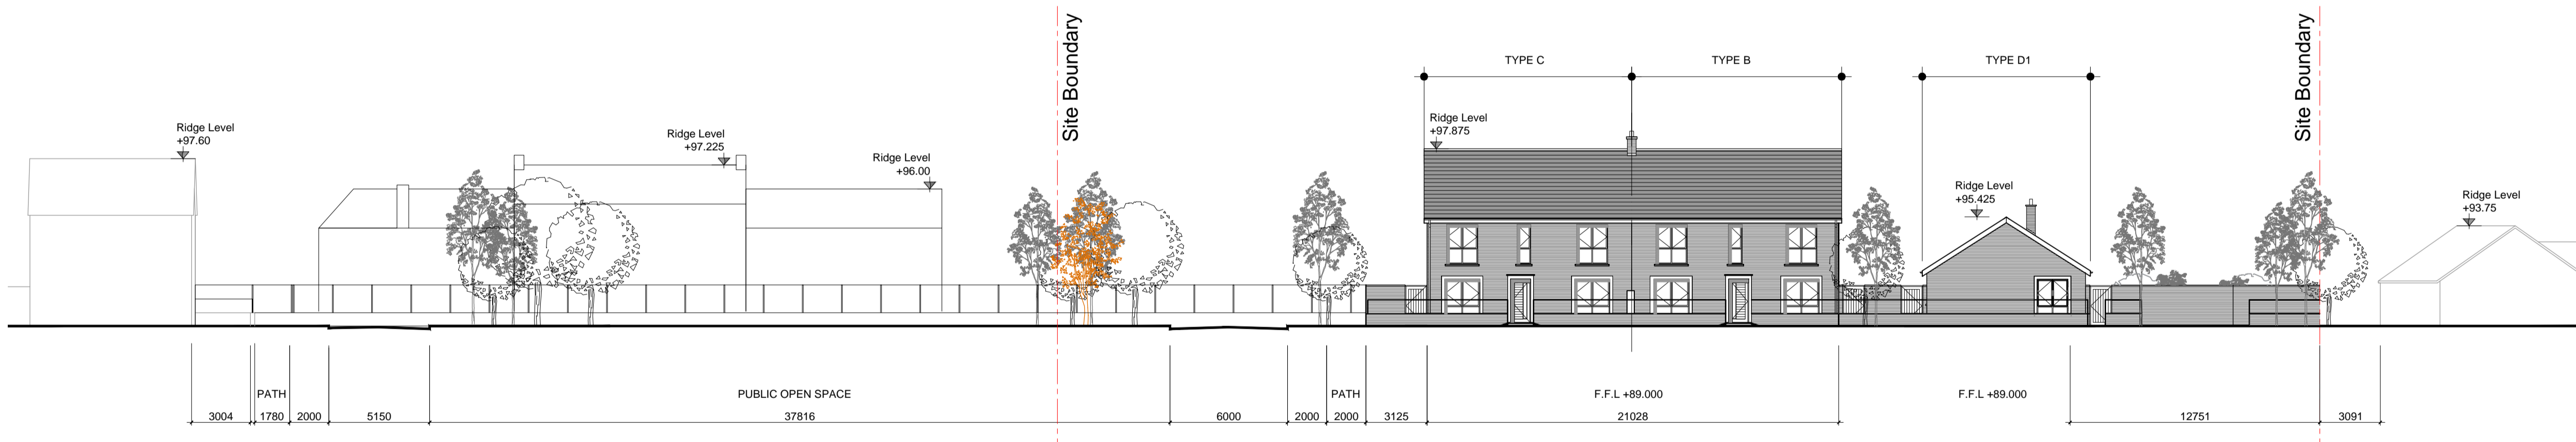 Site Boundary
Site Boundary
TYPE C
TYPE B
TYPE D1
Ridge Level
+97.60
Ridge Level
+97.225
Ridge Level
+96.00
Ridge Level
+97.875
Ridge Level
+95.425
Ridge Level
+93.75
PATH
PUBLIC OPEN SPACE
PATH
F.F.L +89.000
F.F.L +89.000
3004
1780
2000
5150
37816
6000
2000
2000
3125
21028
12751
3091